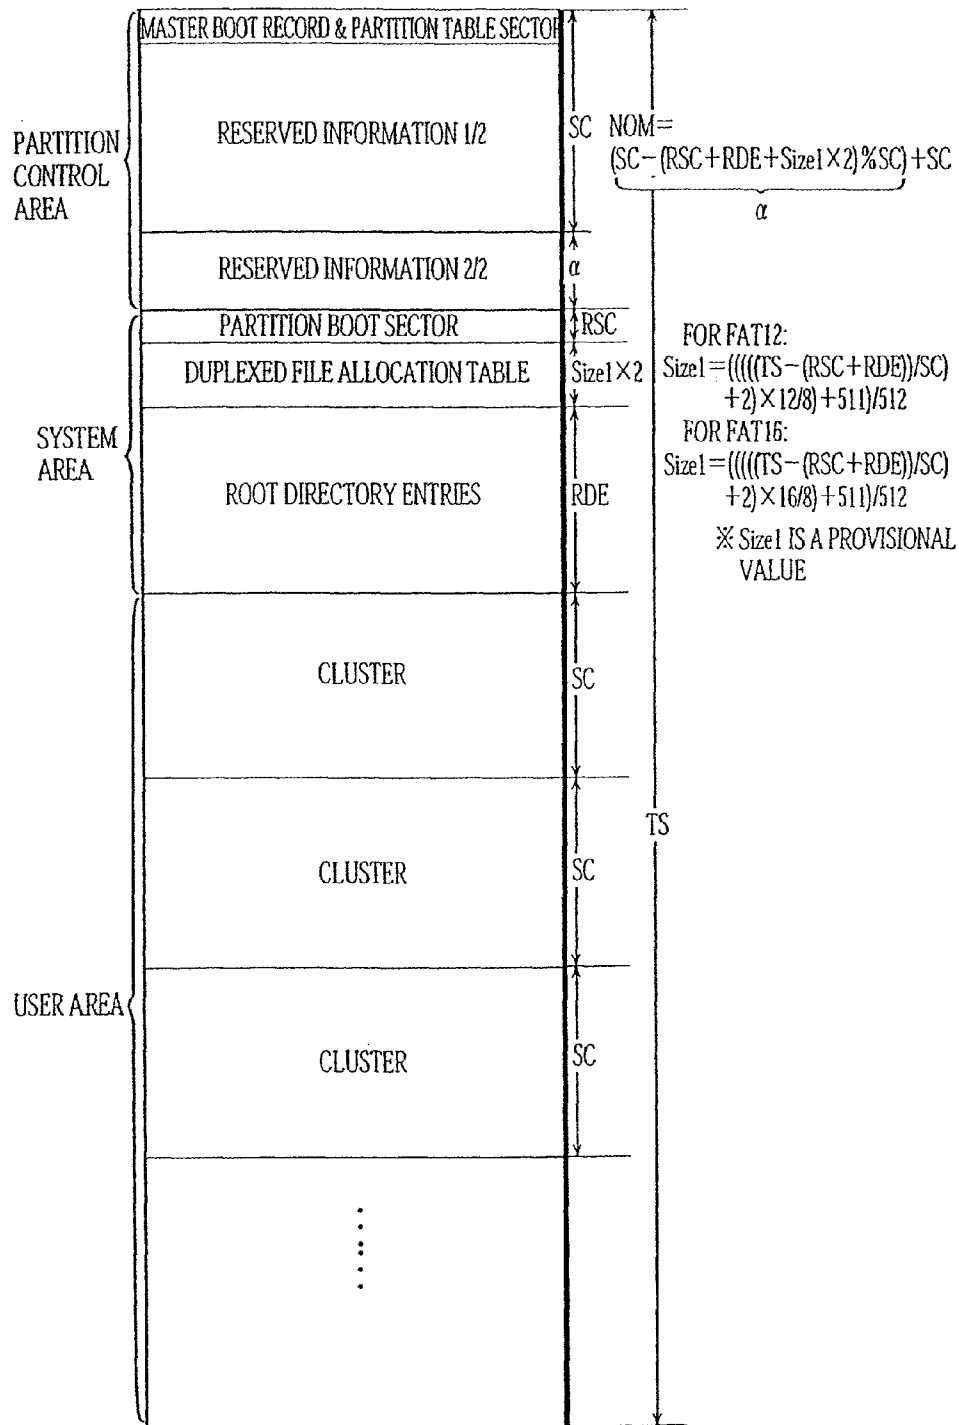 MASTER BOOT RECORD & PARTITION TABLE SECTOR
PARTITION
CONTROL
AREA
RESERVED INFORMATION 1/2
SC
NOM=
(SC-(RSC+RDE+Size1×2)%SC)+SC
α
RESERVED INFORMATION 2/2
α
PARTITION BOOT SECTOR
RSC
DUPLEXED FILE ALLOCATION TABLE
Size1×2
SYSTEM
AREA
ROOT DIRECTORY ENTRIES
RDE
FOR FAT12:
Size1=(((((TS-(RSC+RDE))/SC)
+2)×12/8)+511)/512
FOR FAT16:
Size1=(((((TS-(RSC+RDE))/SC)
+2)×16/8)+511)/512
※ Size1 IS A PROVISIONAL
VALUE
CLUSTER
SC
TS
CLUSTER
SC
USER AREA
CLUSTER
SC